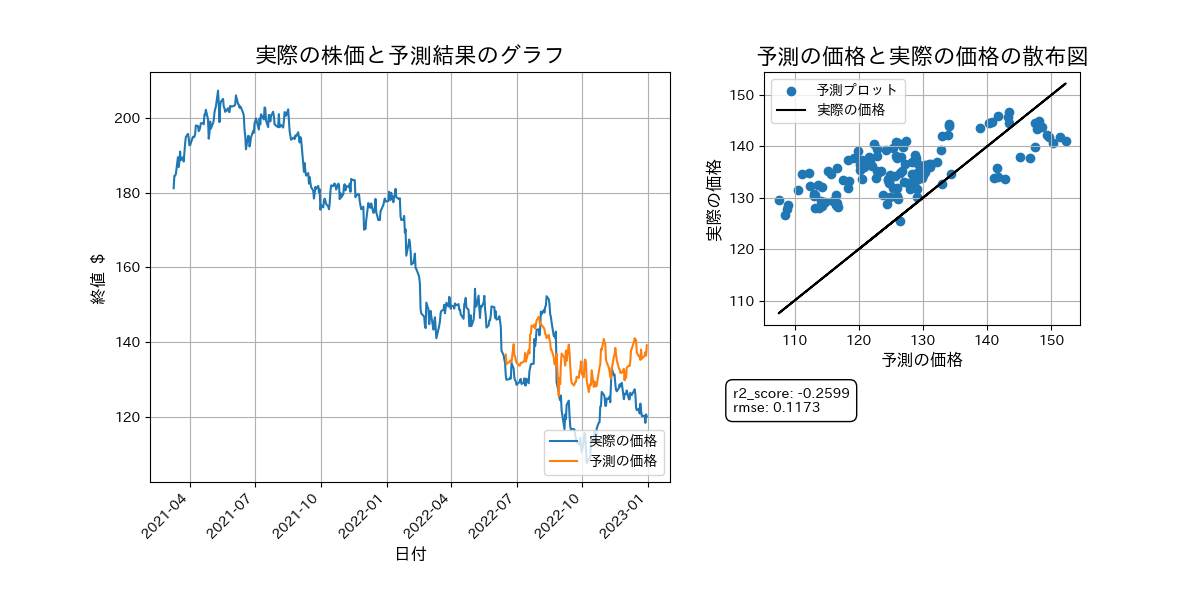 実際の株価と予測結果のグラフ
終値 $
200
180
160
140
120
2021-04
2021-07
2021-10
2022-01
2022-04
2022-07
2022-10
2023-01
日付
実際の価格
予測の価格
予測の価格と実際の価格の散布図
実際の価格
150
140
130
120
110
予測プロット
実際の価格
110
120
130
140
150
予測の価格
r2_score: -0.2599
rmse: 0.1173